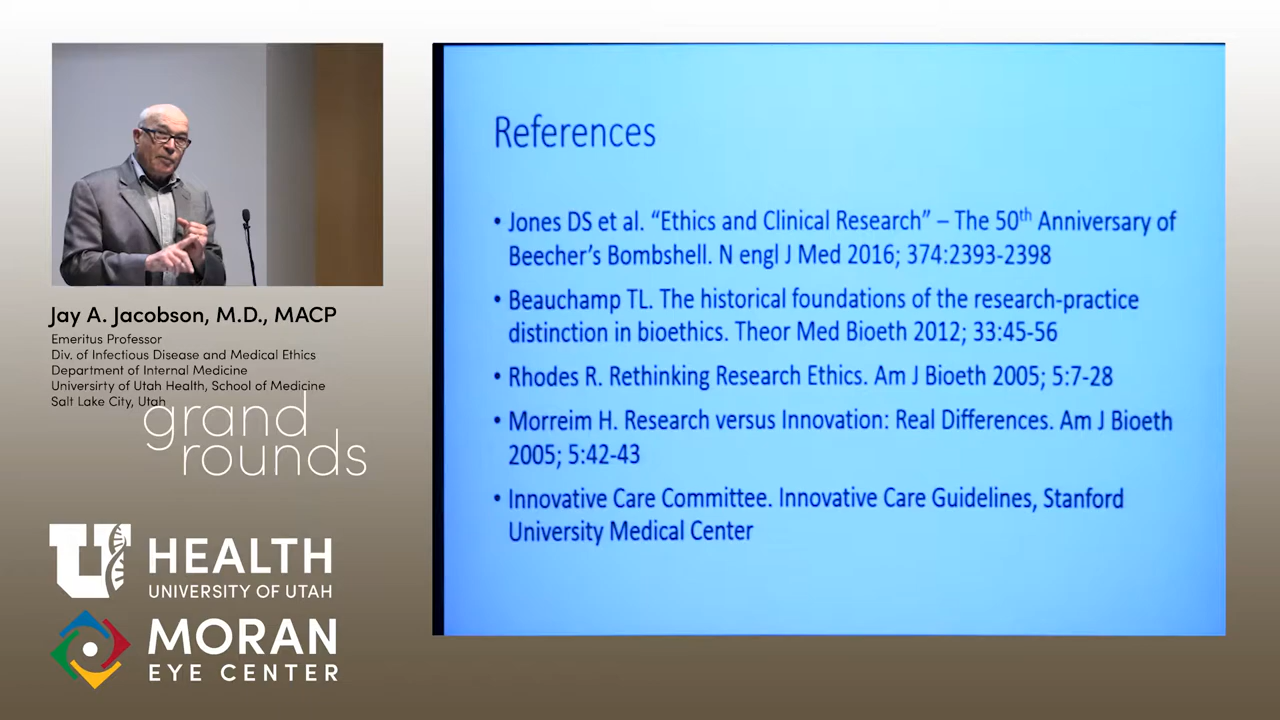 Jay A. Jacobson, M.D., MACP
Emeritus Professor
Div. of Infectious Disease and Medical Ethics
Department of Internal Medicine
Univerisrty of Utah Health, School of Medicine
Salt Lake City, Utah
grand
rounds
U HEALTH
UNIVERSITY OF UTAH
MORAN
EYE CENTER
References
• Jones DS et al. “Ethics and Clinical Research” – The 50th Anniversary of
Beecher’s Bombshell. N engl J Med 2016; 374:2393-2398
• Beauchamp TL. The historical foundations of the research-practice
distinction in bioethics. Theor Med Bioeth 2012; 33:45-56
• Rhodes R. Rethinking Research Ethics. Am J Bioeth 2005; 5:7-28
• Morreim H. Research versus Innovation: Real Differences. Am J Bioeth
2005; 5:42-43
• Innovative Care Committee. Innovative Care Guidelines, Stanford
University Medical Center